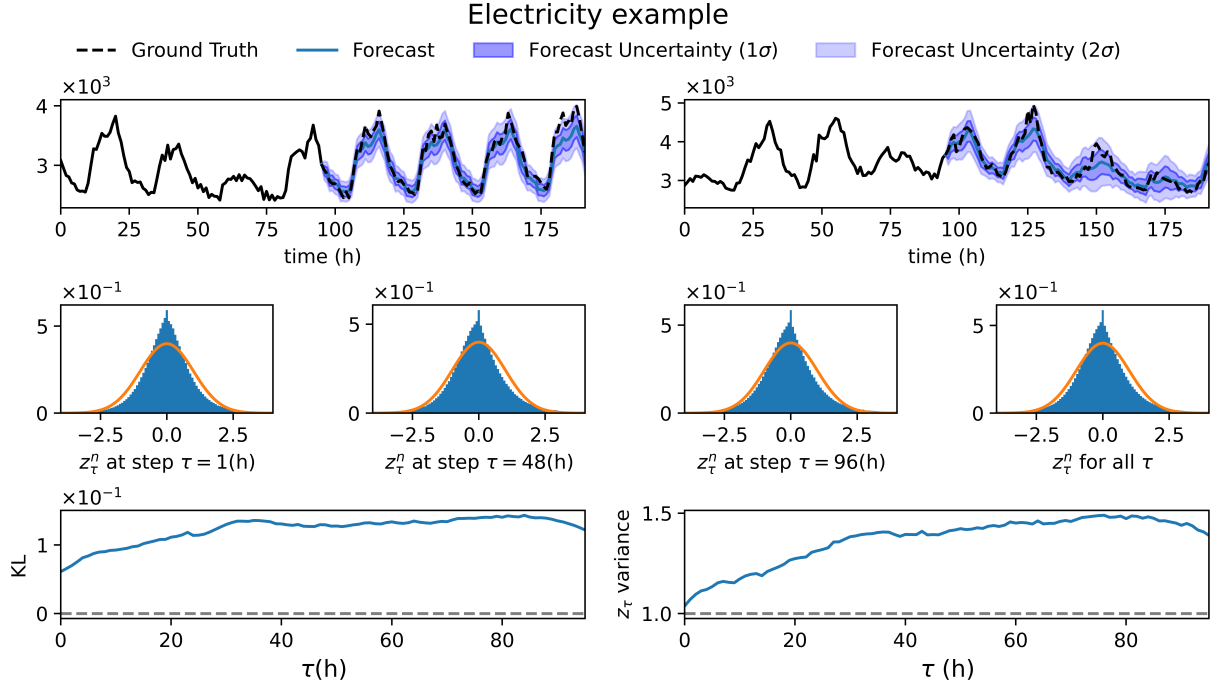 Electricity example
Ground Truth Forecast Forecast Uncertainty (1σ) Forecast Uncertainty (2σ)
×10³ ×10³
4 3
0 25 50 75 100 125 150 175
time (h)
5 4 3
0 25 50 75 100 125 150 175
time (h)
×10⁻¹ ×10⁻¹ ×10⁻¹ ×10⁻¹
5 0 5 0 5 0 5 0
−2.5 0.0 2.5 −2.5 0.0 2.5 −2.5 0.0 2.5 −2.5 0.0 2.5
zτⁿ at step τ = 1(h) zτⁿ at step τ = 48(h) zτⁿ at step τ = 96(h) zτⁿ for all τ
×10⁻¹
KL
1 0
0 20 40 60 80
τ(h)
zτ variance
1.5 1.0
0 20 40 60 80
τ (h)